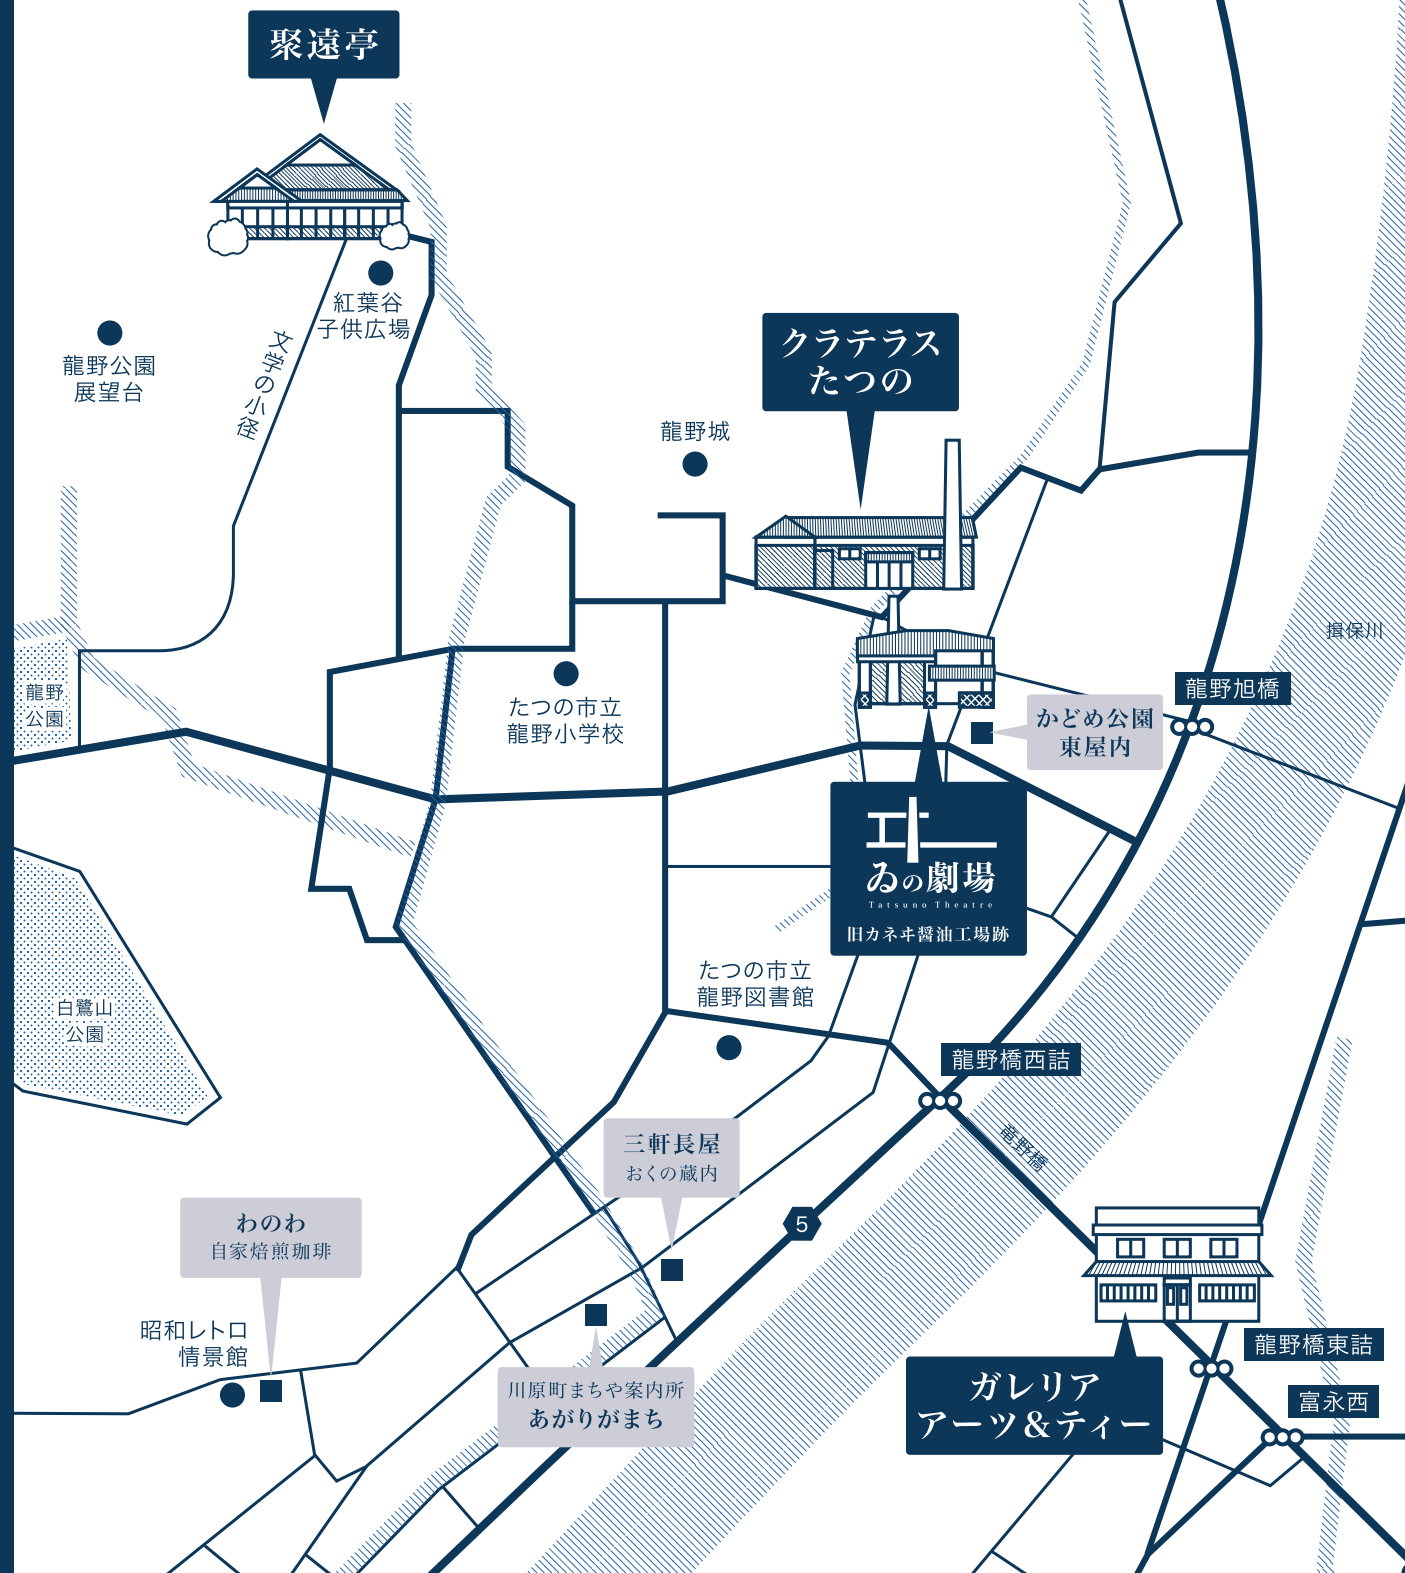 聚遠亭
紅葉谷
子供広場
龍野公園
展望台
文学の小径
クラテラス
たつの
龍野城
揖保川
龍野旭橋
龍野
公園
たつの市立
龍野小学校
かどめ公園
東屋内
ゐの劇場
Tatsuno Theatre
旧カネヰ醤油工場跡
白鷺山
公園
たつの市立
龍野図書館
龍野橋西詰
竜野橋
三軒長屋
おくの蔵内
わのわ
自家焙煎珈琲
5
昭和レトロ
情景館
川原町まちや案内所
あがりがまち
龍野橋東詰
ガレリア
アーツ&ティー
富永西